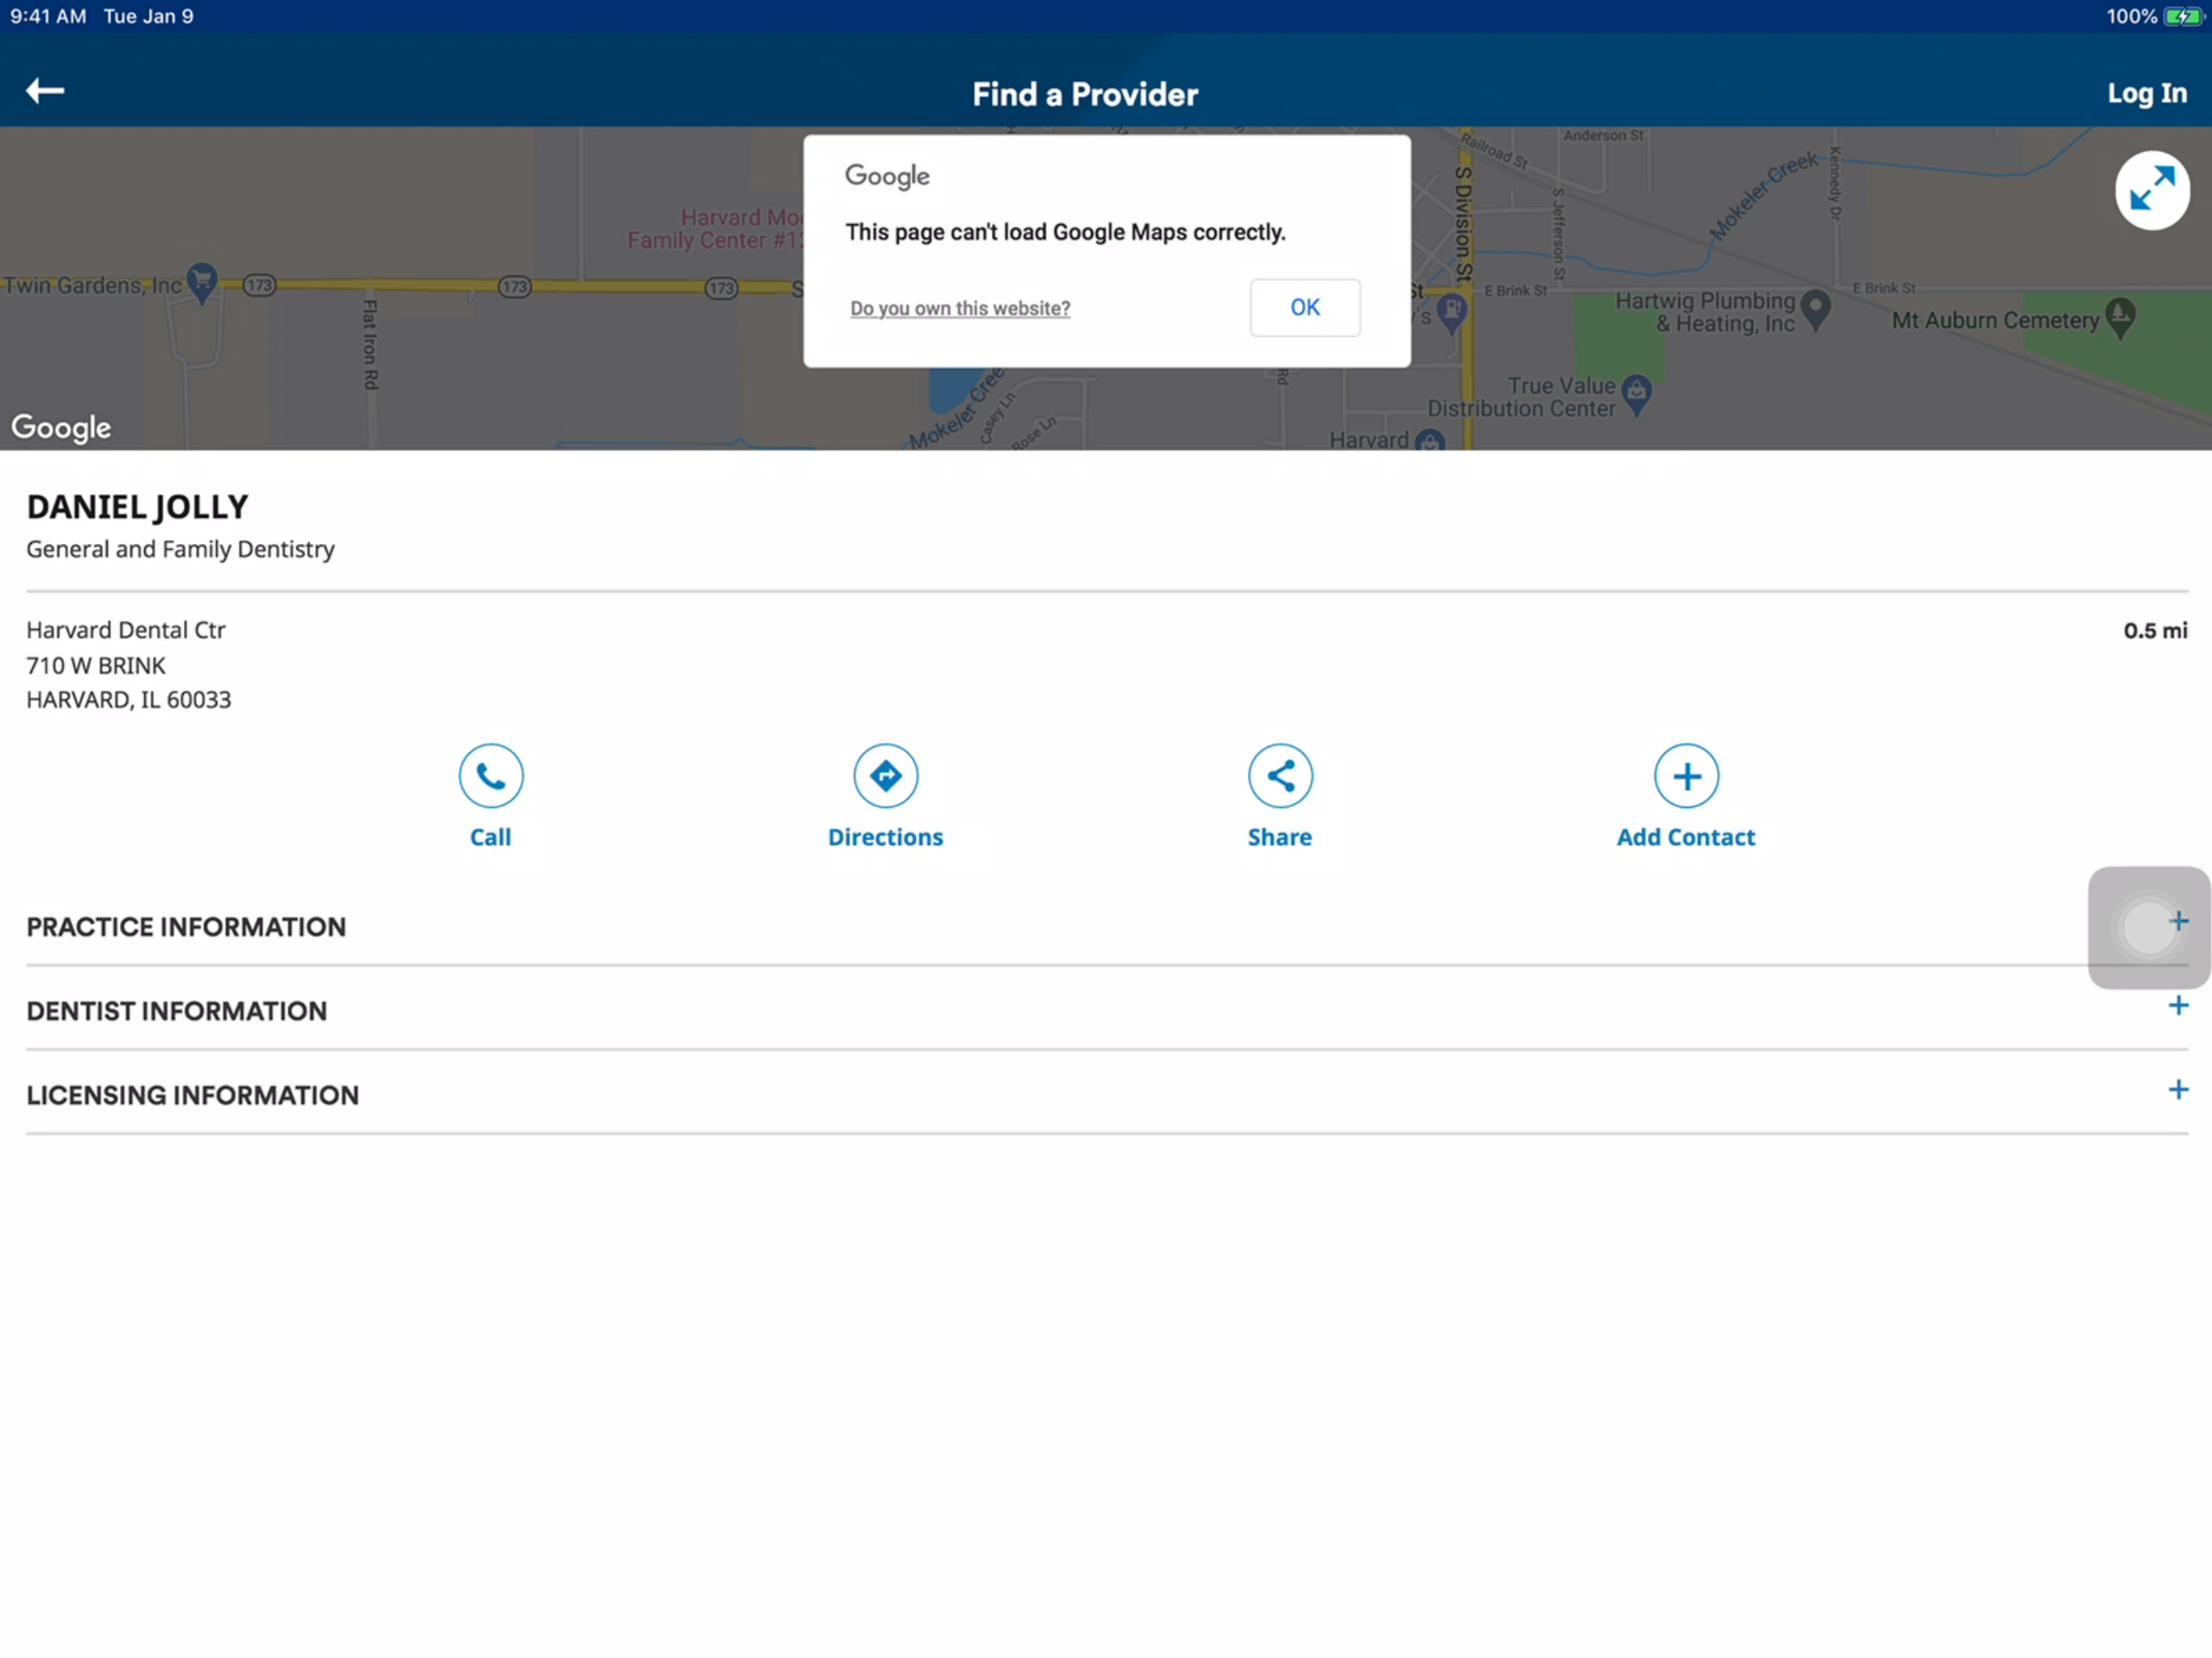 9:41 AM Tue Jan 9
100%
Find a Provider
Log In
Anderson St
Railroad St
Mokeler Creek
Kennedy Dr
S Division St
S Jefferson St
Google
This page can't load Google Maps correctly.
Do you own this website?
OK
Harvard Mo
Family Center #1
Twin Gardens, Inc
173
173
173
S
St
's
E Brink St
E Brink St
Hartwig Plumbing
& Heating, Inc
Mt Auburn Cemetery
Flat Iron Rd
True Value
Distribution Center
Rd
Mokeler Cree
Casey Ln
Rose Ln
Harvard
Google
DANIEL JOLLY
General and Family Dentistry
Harvard Dental Ctr
0.5 mi
710 W BRINK
HARVARD, IL 60033
Call
Directions
Share
Add Contact
PRACTICE INFORMATION
DENTIST INFORMATION
LICENSING INFORMATION